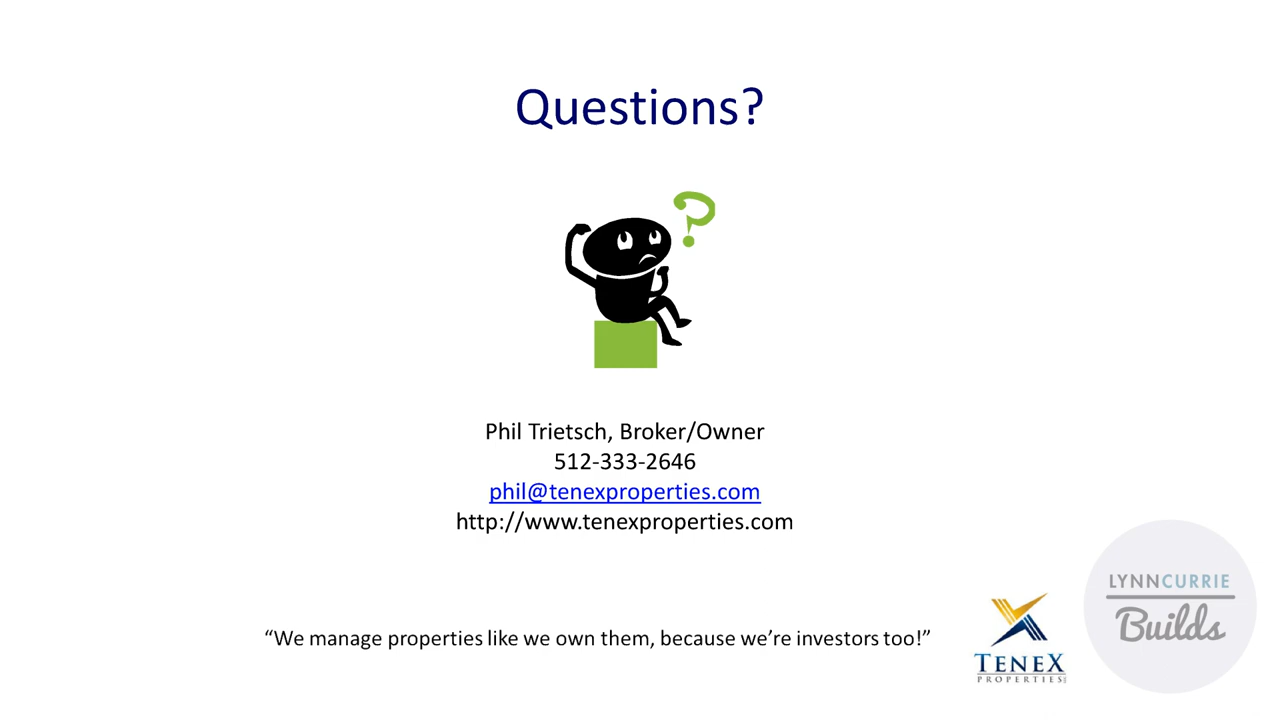 Questions?
?
Phil Trietsch, Broker/Owner
512-333-2646
phil@tenexproperties.com
http://www.tenexproperties.com
“We manage properties like we own them, because we’re investors too!”
TENEX
PROPERTIES
LYNNCURRIE
Builds